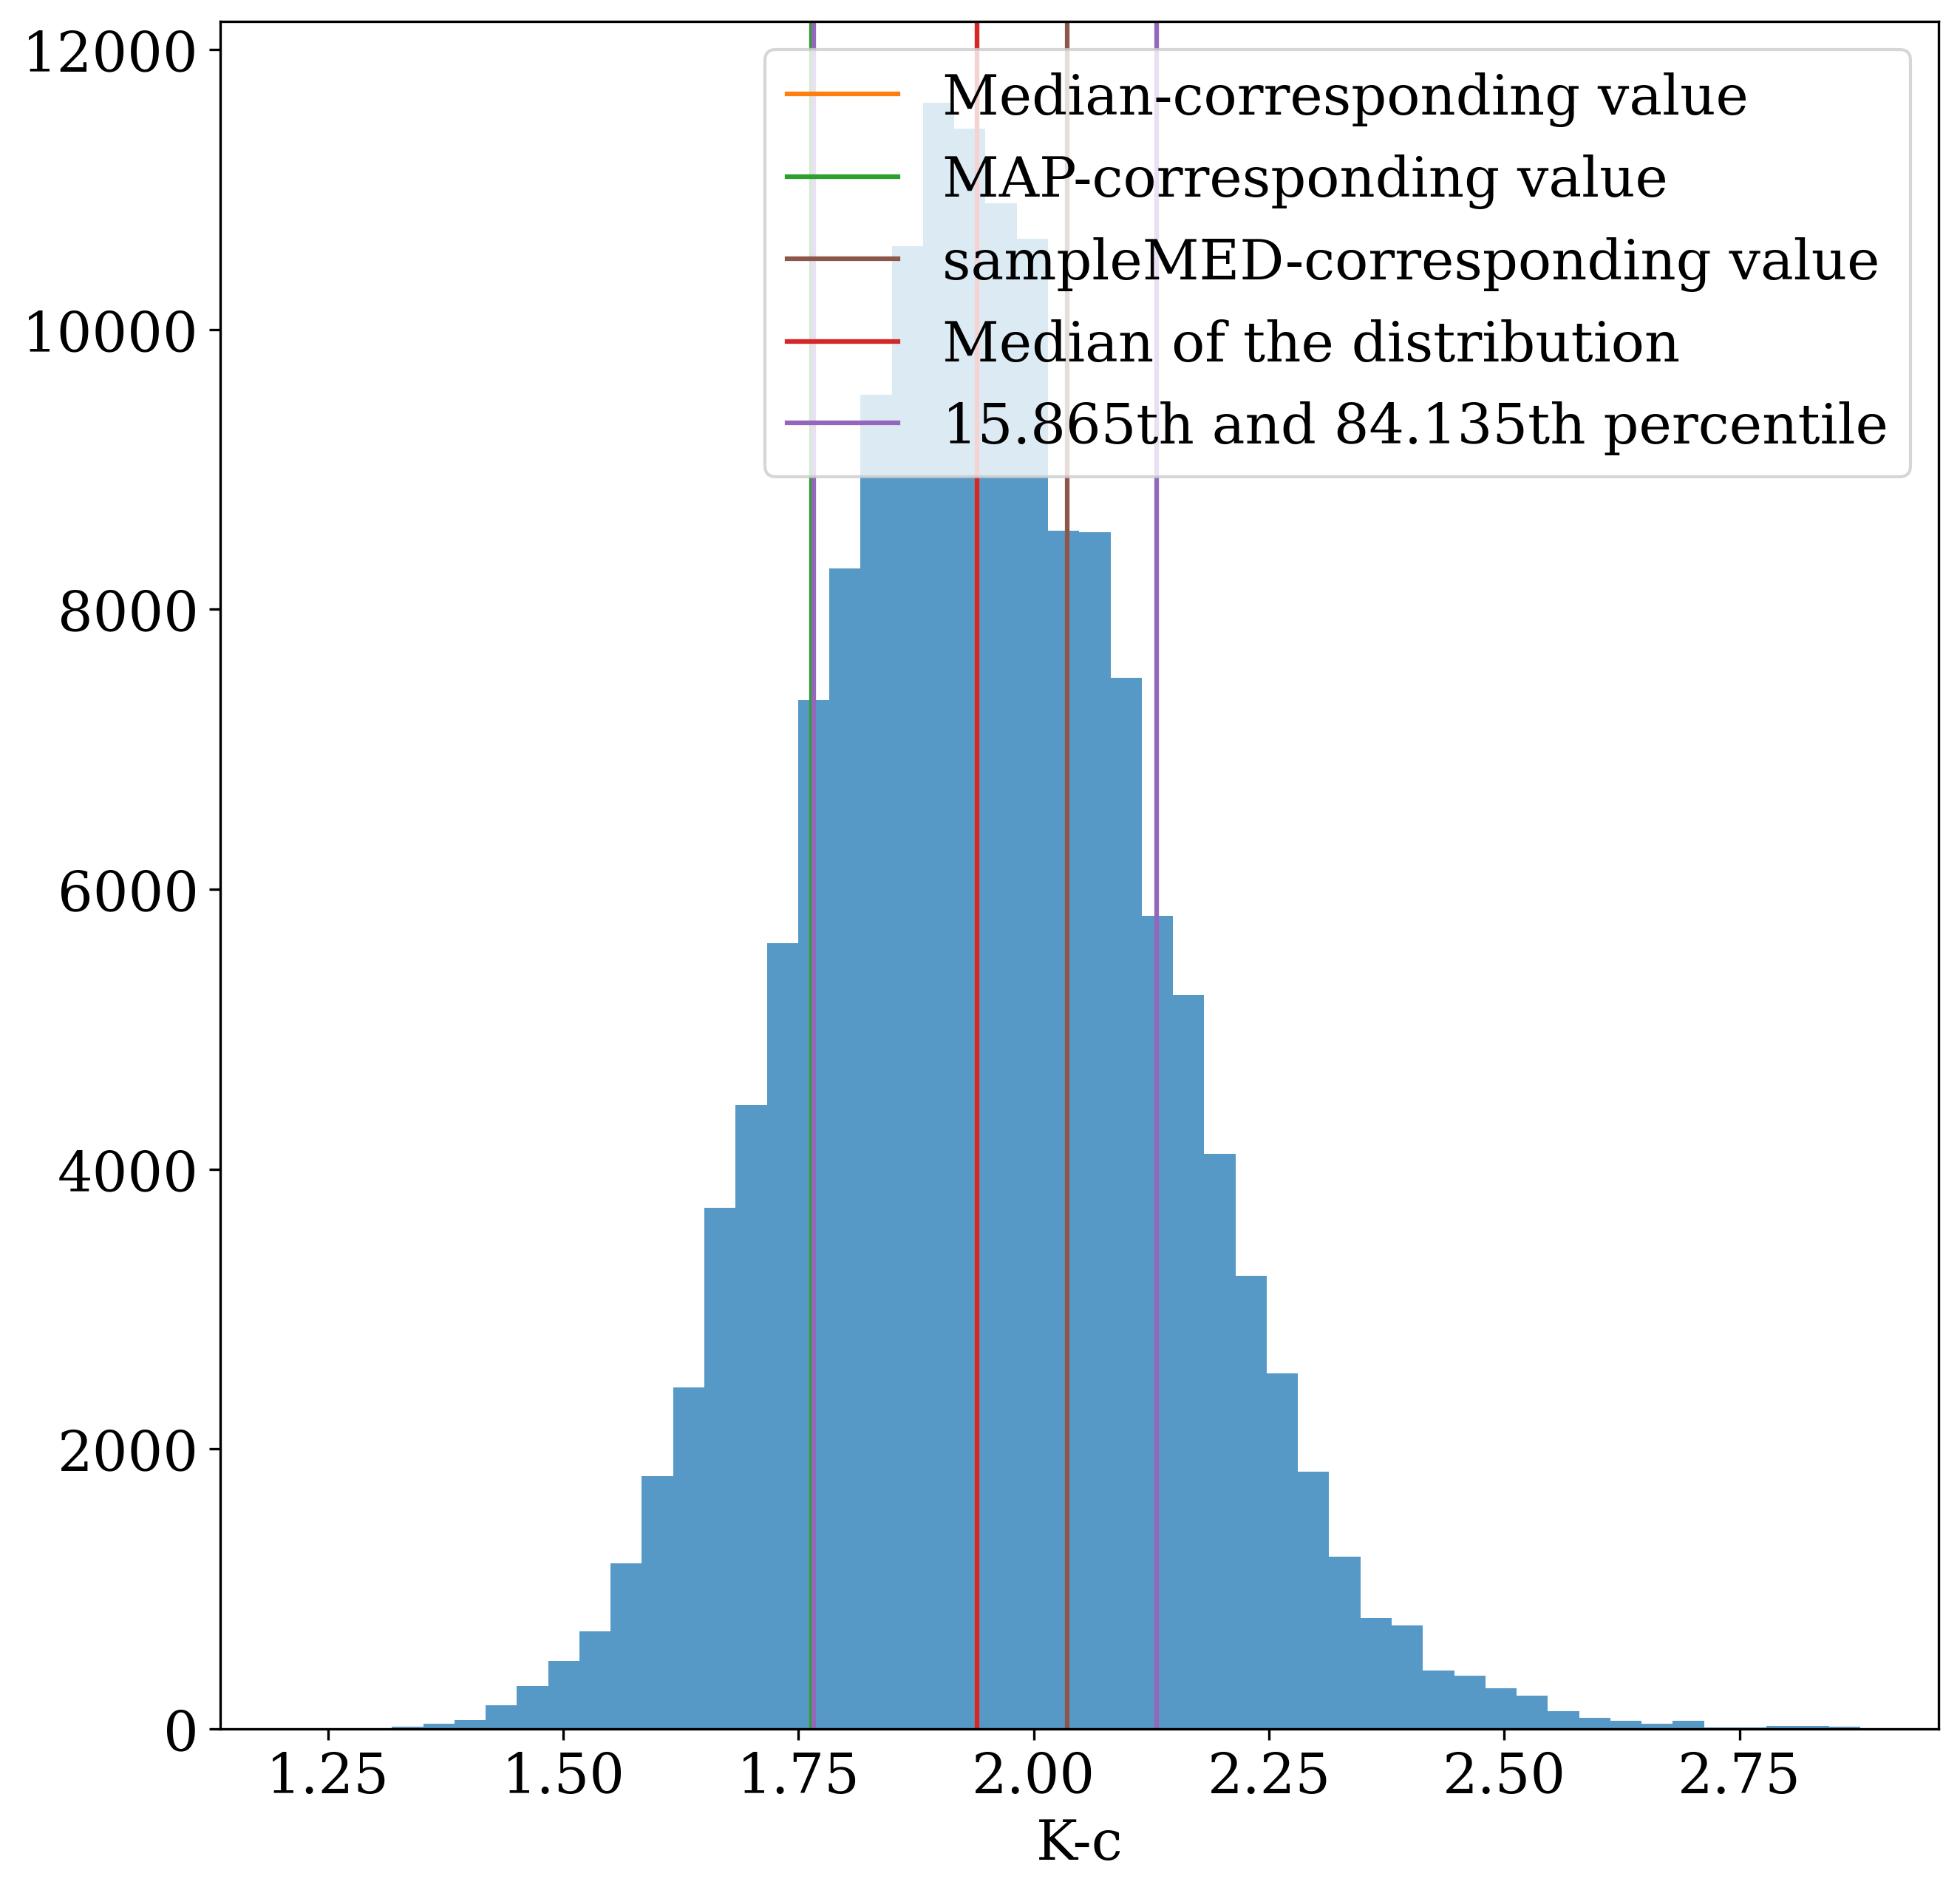 12000
10000
8000
6000
4000
2000
0
Median-corresponding value
MAP-corresponding value
sampleMED-corresponding value
Median of the distribution
15.865th and 84.135th percentile
1.25 1.50 1.75 2.00 2.25 2.50 2.75
K-c